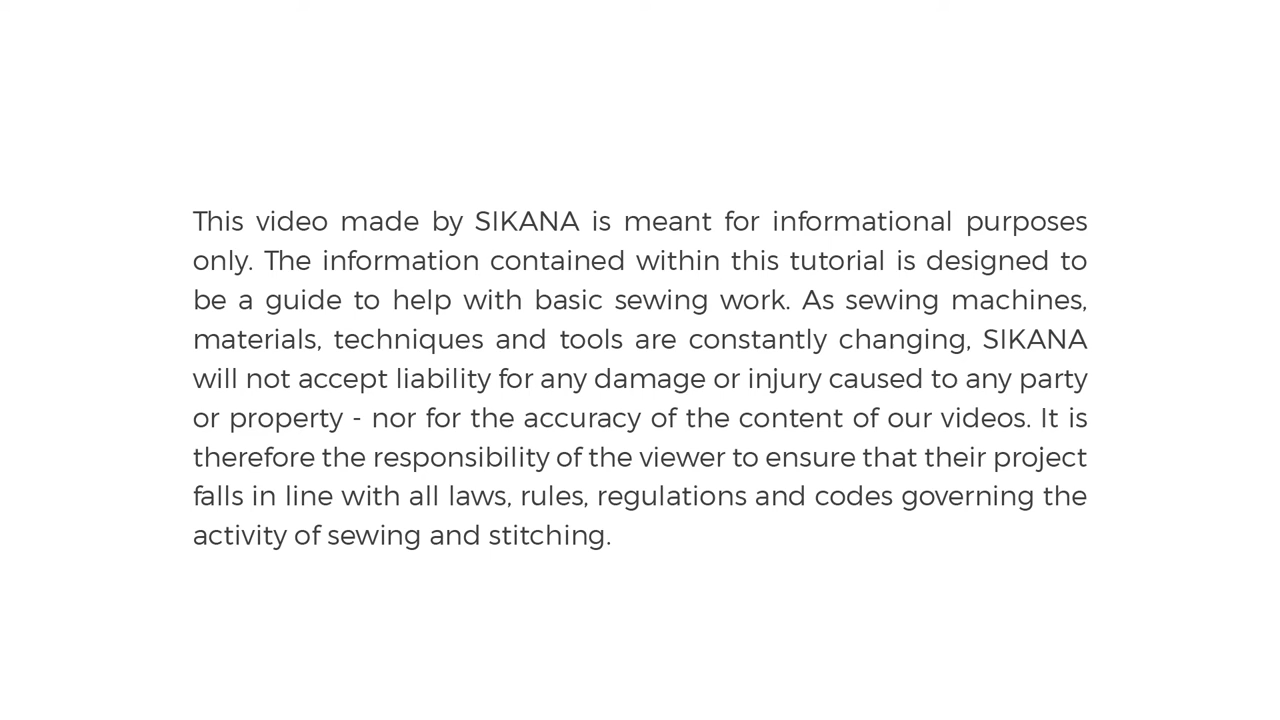 This video made by SIKANA is meant for informational purposes
only. The information contained within this tutorial is designed to
be a guide to help with basic sewing work. As sewing machines,
materials, techniques and tools are constantly changing, SIKANA
will not accept liability for any damage or injury caused to any party
or property - nor for the accuracy of the content of our videos. It is
therefore the responsibility of the viewer to ensure that their project
falls in line with all laws, rules, regulations and codes governing the
activity of sewing and stitching.